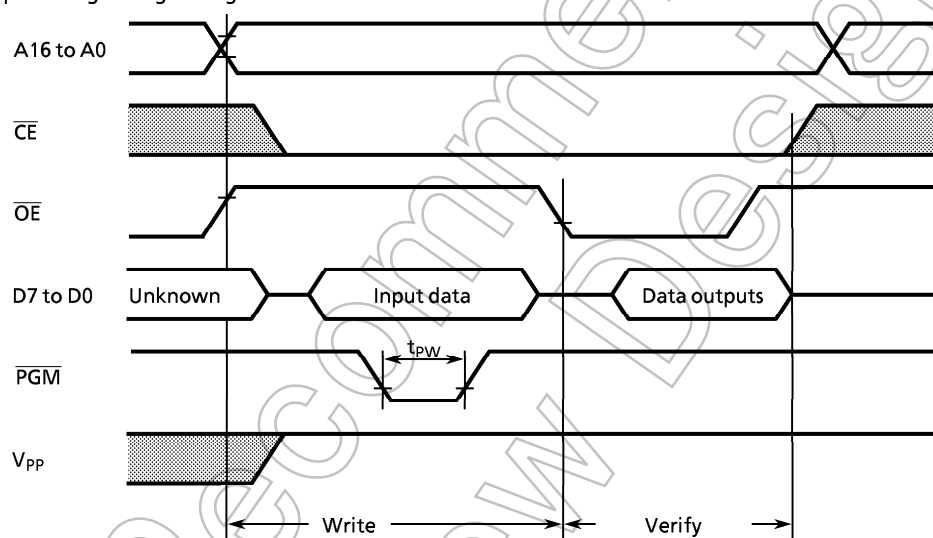 A16 to A0
CE
OE
D7 to D0 Unknown Input data Data outputs
tPW
PGM
VPP
Write Verify